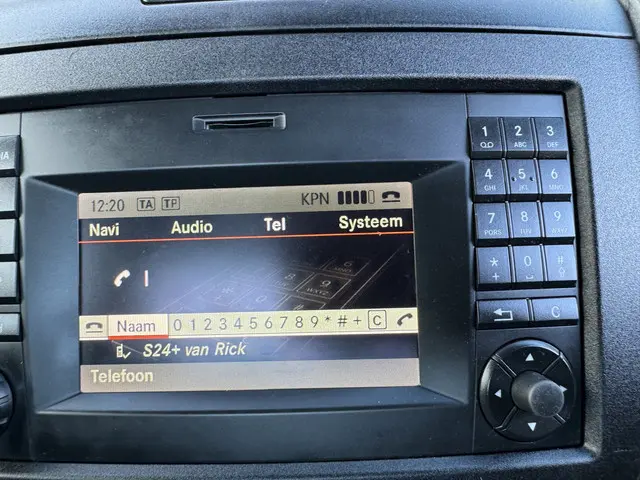 12:20 TA TP KPN
Navi Audio Tel Systeem
Naam 0 1 2 3 4 5 6 7 8 9 * # + C
S24+ van Rick
Telefoon
1 2 ABC 3 DEF
4 GHI 5 JKL 6 MNO
7 PQRS 8 TUV 9 WXYZ
* + 0 #
C